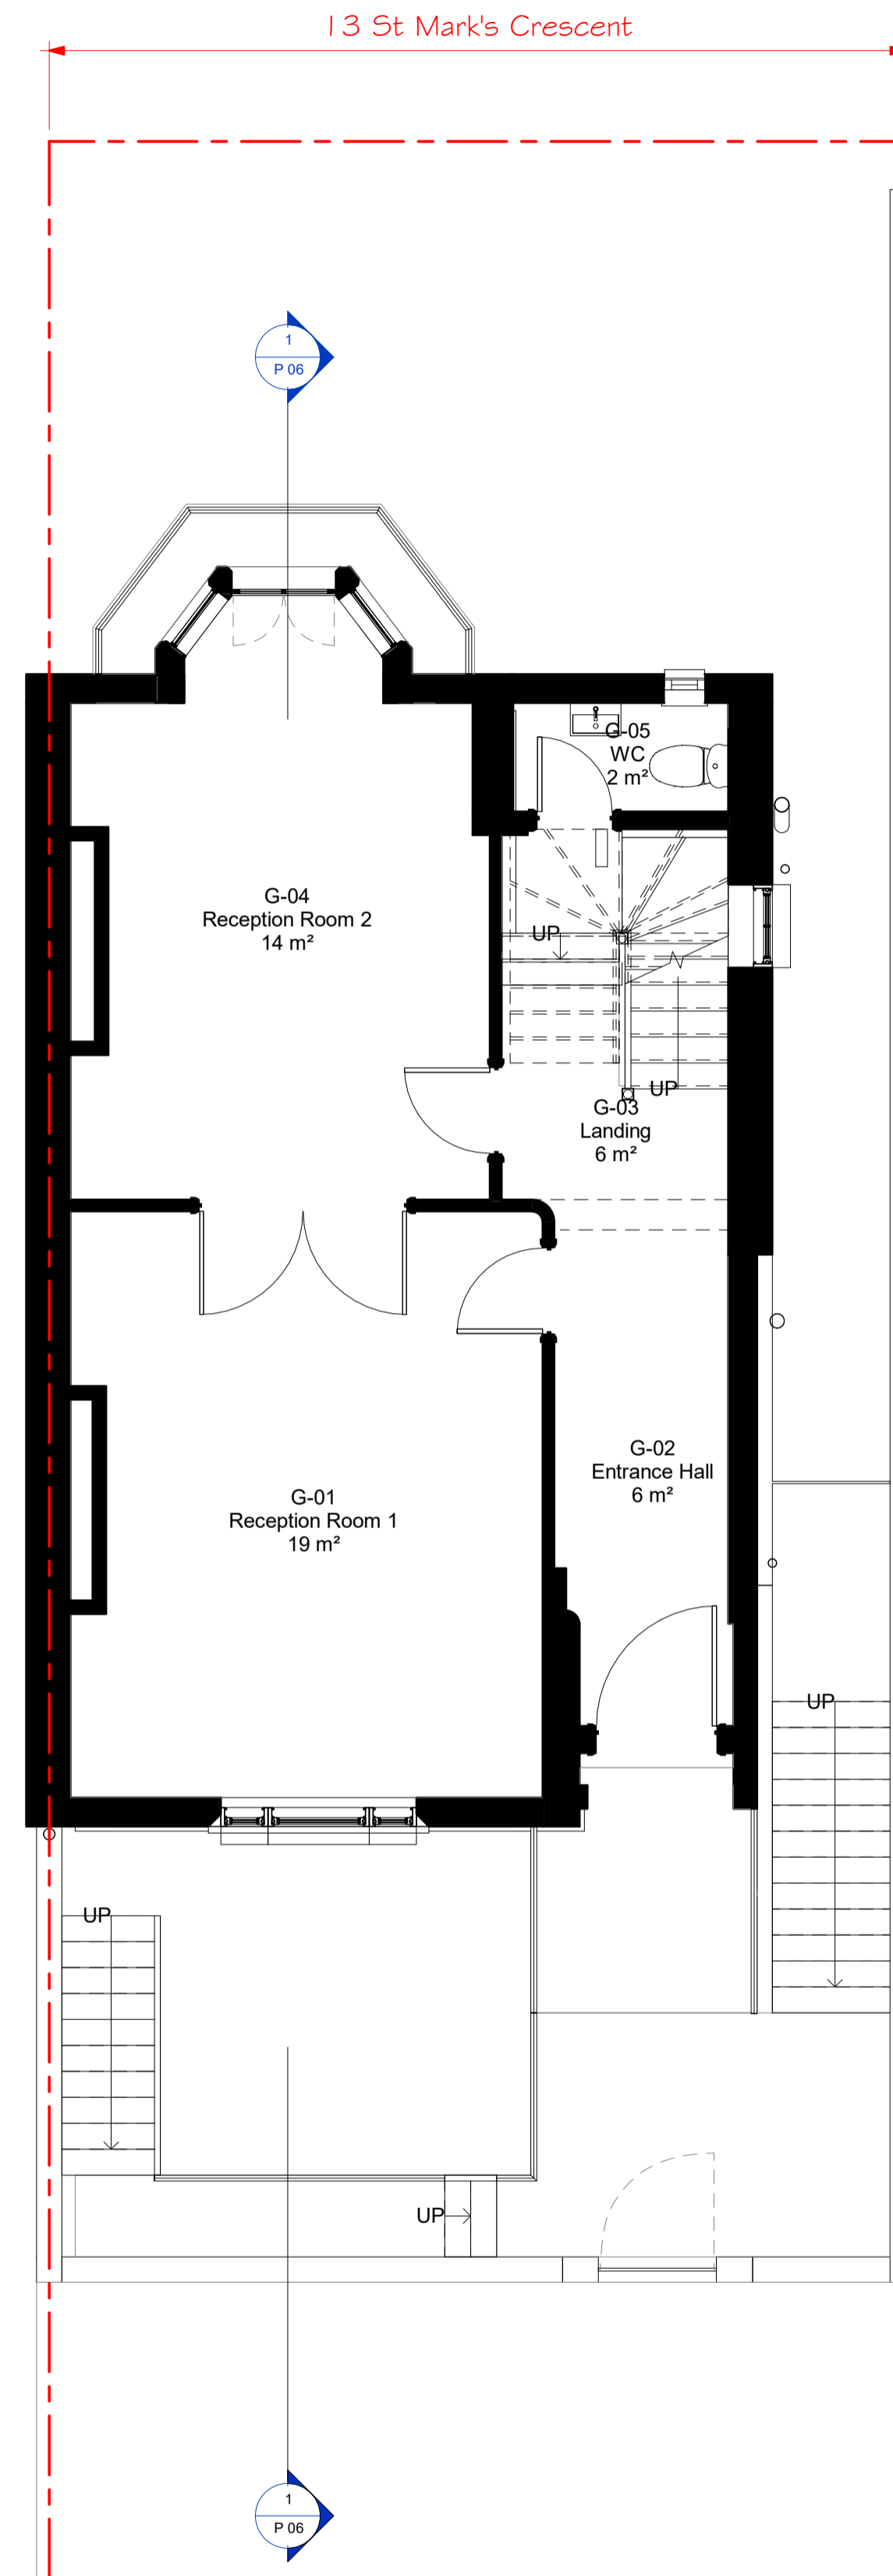 13 St Mark's Crescent
1
P 06
G-05
WC
2 m²
G-04
Reception Room 2
14 m²
UP
UP
G-03
Landing
6 m²
G-02
Entrance Hall
6 m²
G-01
Reception Room 1
19 m²
UP
UP
UP
1
P 06